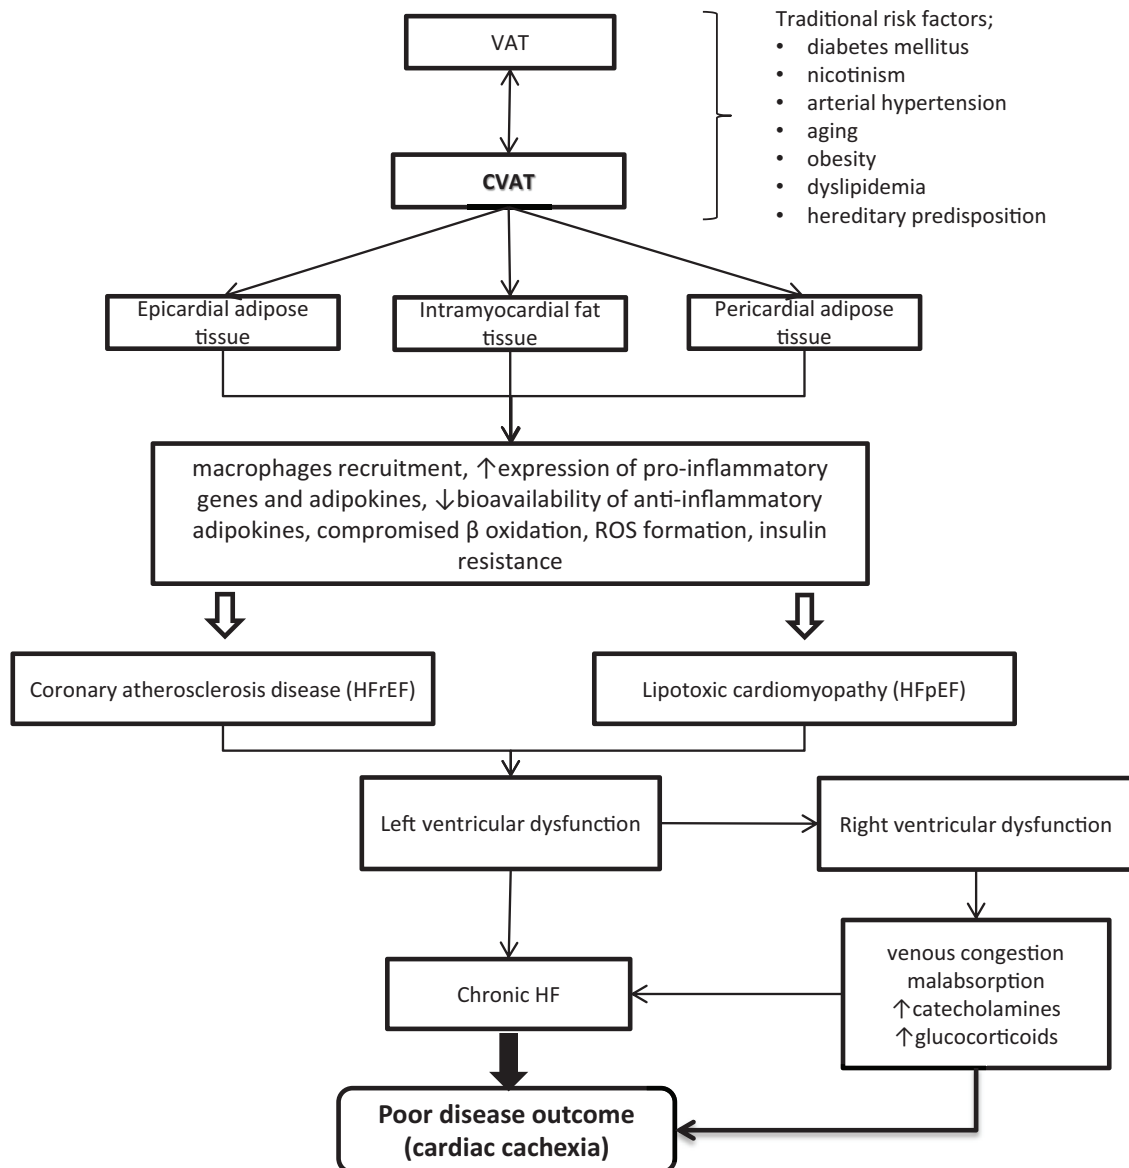 VAT
Traditional risk factors;
• diabetes mellitus
• nicotinism
• arterial hypertension
• aging
• obesity
• dyslipidemia
• hereditary predisposition
CVAT
Epicardial adipose
tissue
Intramyocardial fat
tissue
Pericardial adipose
tissue
macrophages recruitment, ↑expression of pro-inflammatory
genes and adipokines, ↓bioavailability of anti-inflammatory
adipokines, compromised β oxidation, ROS formation, insulin
resistance
Coronary atherosclerosis disease (HFrEF)
Lipotoxic cardiomyopathy (HFpEF)
Left ventricular dysfunction
Right ventricular dysfunction
venous congestion
malabsorption
↑catecholamines
↑glucocorticoids
Chronic HF
Poor disease outcome
(cardiac cachexia)